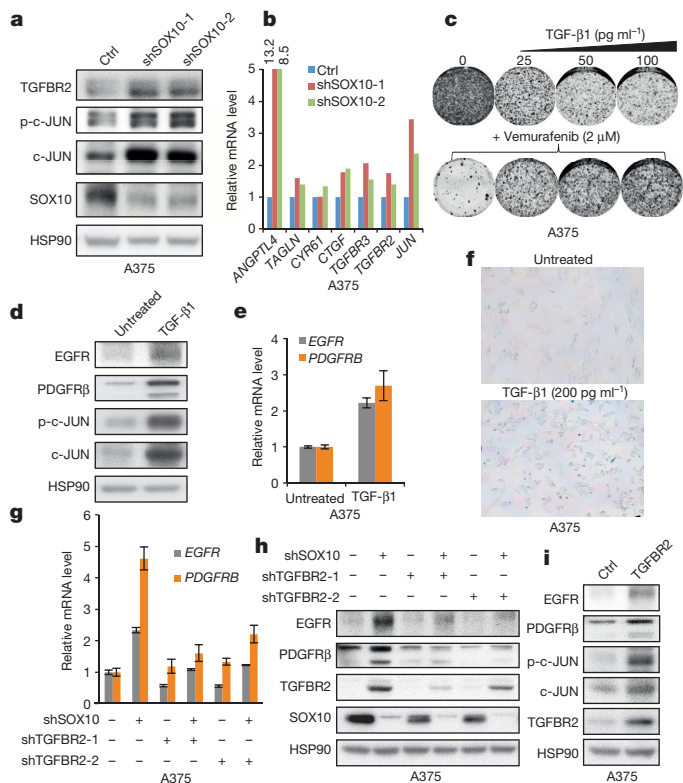 a
Ctrl
shSOX10-1
shSOX10-2
TGFBR2
p-c-JUN
c-JUN
SOX10
HSP90
A375
b
13.2
8.5
Ctrl
shSOX10-1
shSOX10-2
Relative mRNA level
5
4
3
2
1
0
ANGPTL4
TAGLN
CYR61
CTGF
TGFBR3
TGFBR2
JUN
A375
c
TGF-β1 (pg ml⁻¹)
0 25 50 100
+ Vemurafenib (2 μM)
A375
d
Untreated
TGF-β1
EGFR
PDGFRβ
p-c-JUN
c-JUN
HSP90
e
EGFR
PDGFRB
Relative mRNA level
4
3
2
1
0
Untreated TGF-β1
A375
f
Untreated
TGF-β1 (200 pg ml⁻¹)
A375
g
EGFR
PDGFRB
Relative mRNA level
6
5
4
3
2
1
0
shSOX10 – + – + – +
shTGFBR2-1 – – + + – –
shTGFBR2-2 – – – – + +
A375
h
shSOX10 – + – + – +
shTGFBR2-1 – – + + – –
shTGFBR2-2 – – – – + +
EGFR
PDGFRβ
TGFBR2
SOX10
HSP90
A375
i
Ctrl
TGFBR2
EGFR
PDGFRβ
p-c-JUN
c-JUN
TGFBR2
HSP90
A375